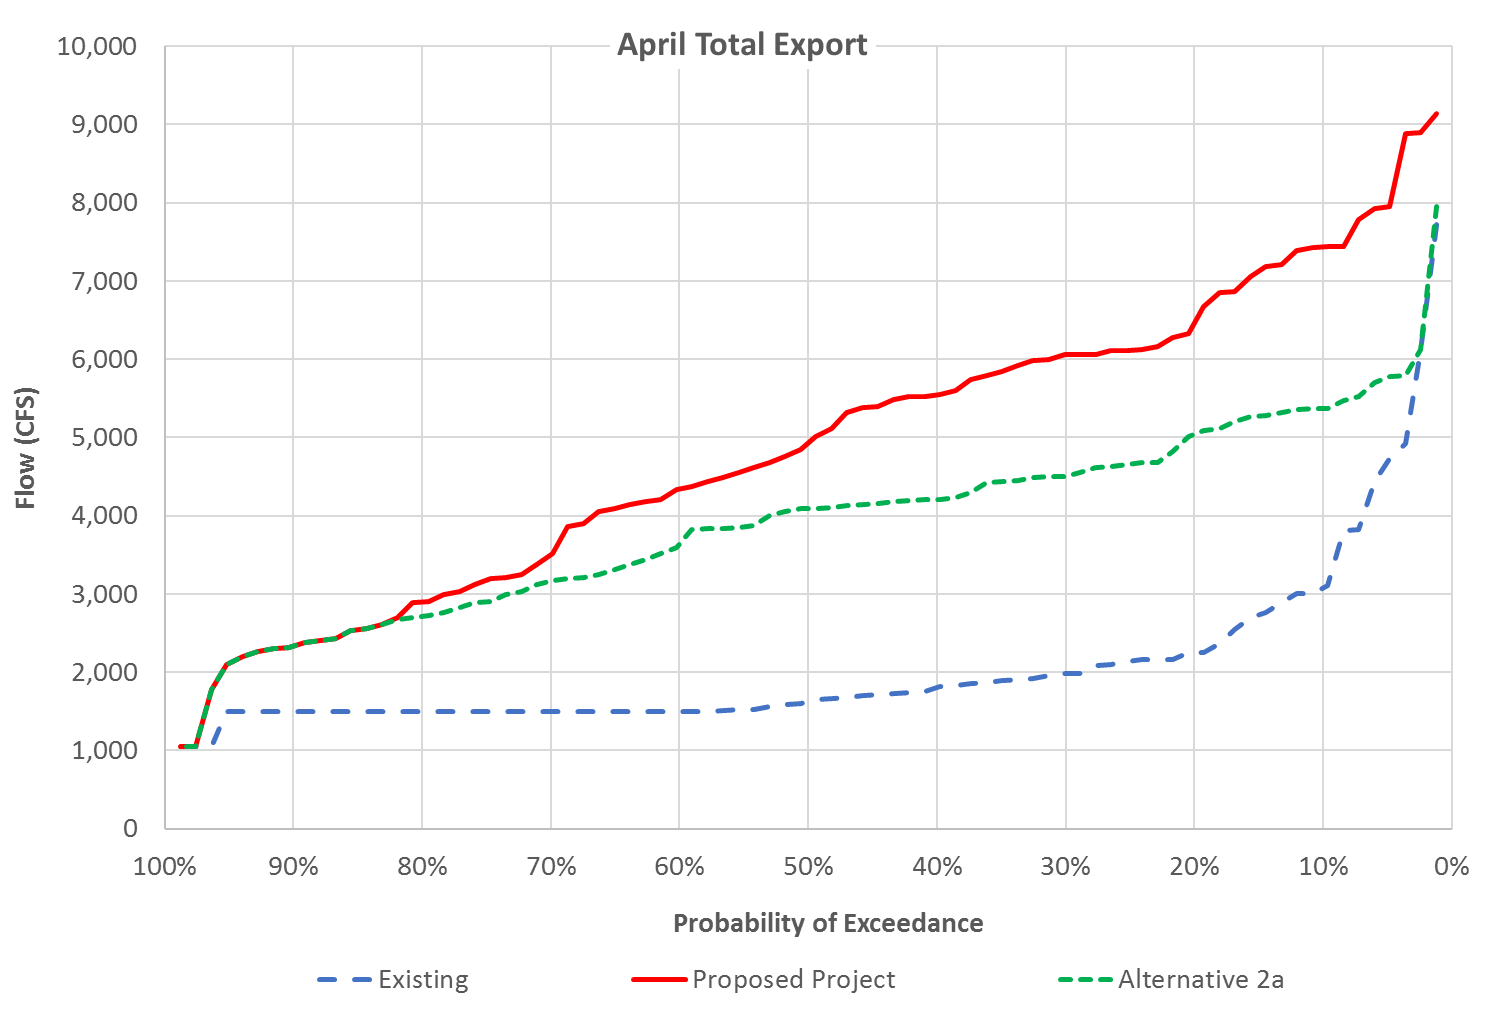 April Total Export
10,000
9,000
8,000
7,000
6,000
5,000
4,000
3,000
2,000
1,000
0
Flow (CFS)
100% 90% 80% 70% 60% 50% 40% 30% 20% 10% 0%
Probability of Exceedance
Existing Proposed Project Alternative 2a